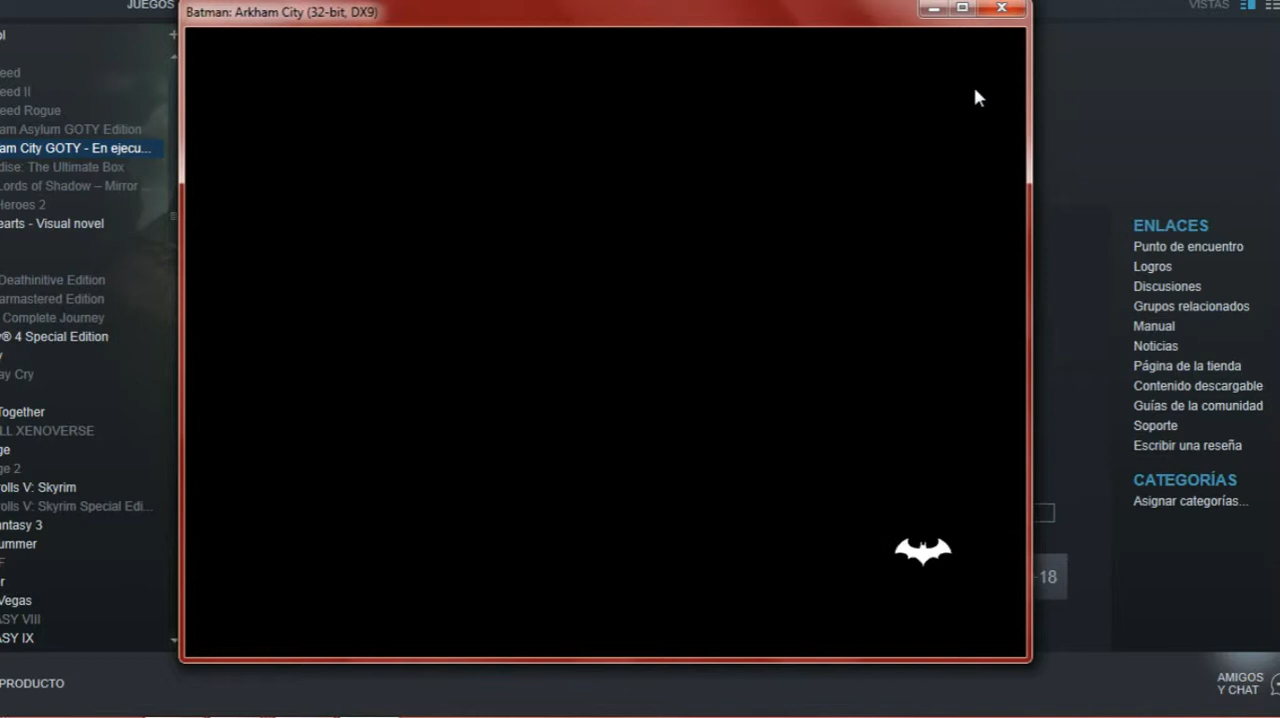 JUEGOS
Batman: Arkham City (32-bit, DX9)
VISTAS
ol
+
eed
eed II
eed Rogue
am Asylum GOTY Edition
am City GOTY - En ejecu...
dise: The Ultimate Box
Lords of Shadow – Mirror ...
Heroes 2
earts - Visual novel
Deathinitive Edition
armastered Edition
Complete Journey
® 4 Special Edition
y
ay Cry
Together
LL XENOVERSE
ge
ge 2
olls V: Skyrim
olls V: Skyrim Special Edi...
antasy 3
ummer
F
r
Vegas
ASY VIII
ASY IX
PRODUCTO
ENLACES
Punto de encuentro
Logros
Discusiones
Grupos relacionados
Manual
Noticias
Página de la tienda
Contenido descargable
Guías de la comunidad
Soporte
Escribir una reseña
CATEGORÍAS
Asignar categorías...
-18
AMIGOS
Y CHAT